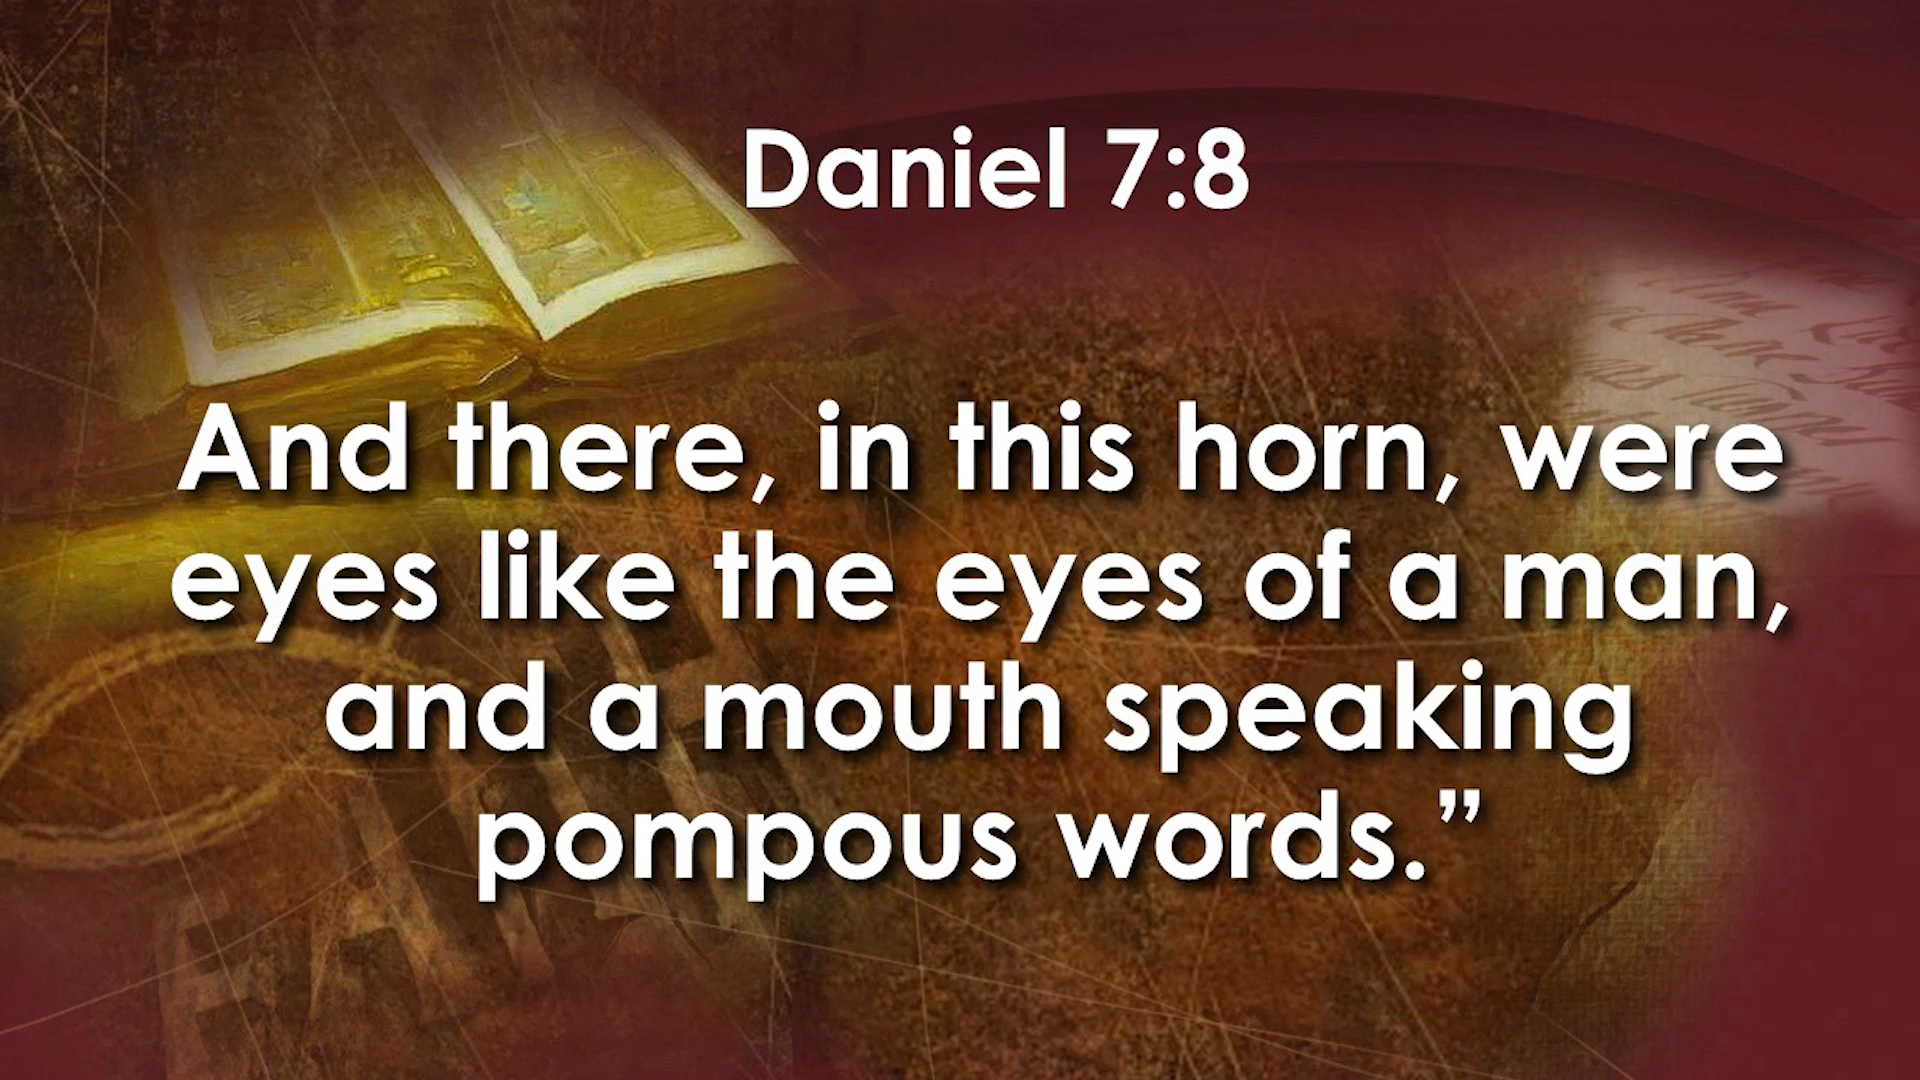 Daniel 7:8
And there, in this horn, were
eyes like the eyes of a man,
and a mouth speaking
pompous words.”
FAITH